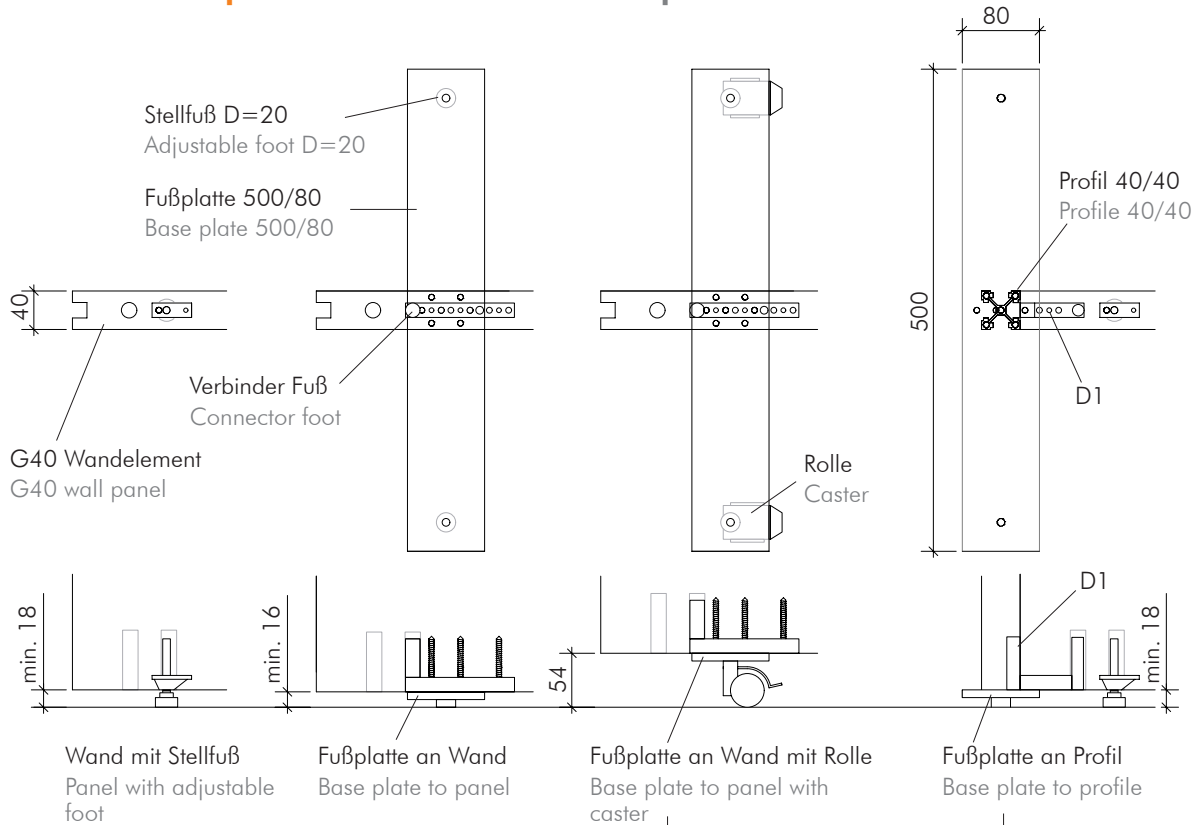 80
Stellfuß D=20
Adjustable foot D=20
Fußplatte 500/80
Base plate 500/80
Profil 40/40
Profile 40/40
40
500
D1
Verbinder Fuß
Connector foot
G40 Wandelement
G40 wall panel
Rolle
Caster
min. 18
min. 16
54
D1
min. 18
Wand mit Stellfuß
Panel with adjustable
foot
Fußplatte an Wand
Base plate to panel
Fußplatte an Wand mit Rolle
Base plate to panel with
caster
Fußplatte an Profil
Base plate to profile